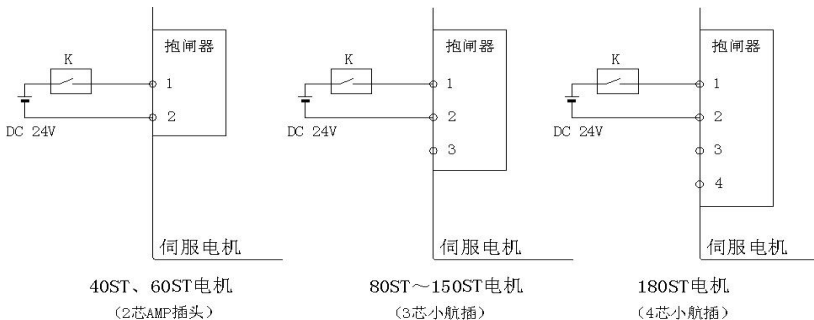 抱闸器
K
1
2
DC 24V
伺服电机
40ST、60ST电机
(2芯AMP插头)
抱闸器
K
1
2
3
DC 24V
伺服电机
80ST～150ST电机
(3芯小航插)
抱闸器
K
1
2
3
4
DC 24V
伺服电机
180ST电机
(4芯小航插)